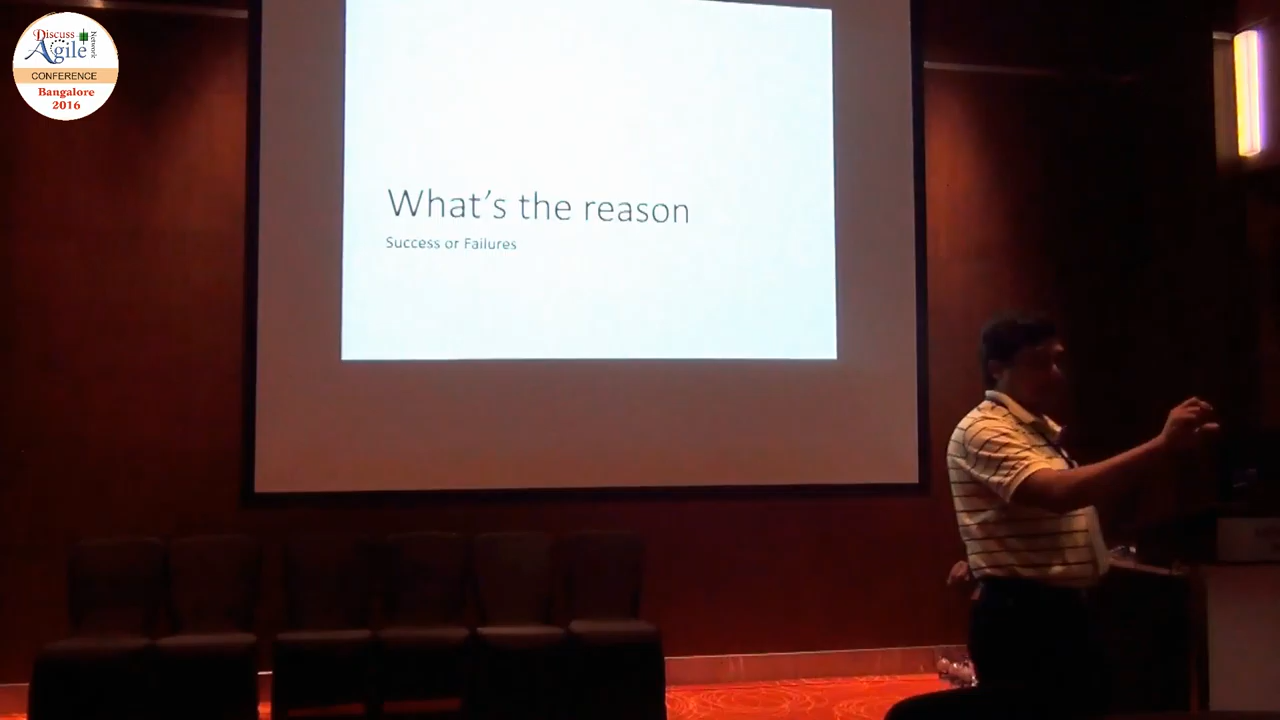 Discuss
Agile
Network
CONFERENCE
Bangalore
2016
What's the reason
Success or Failures